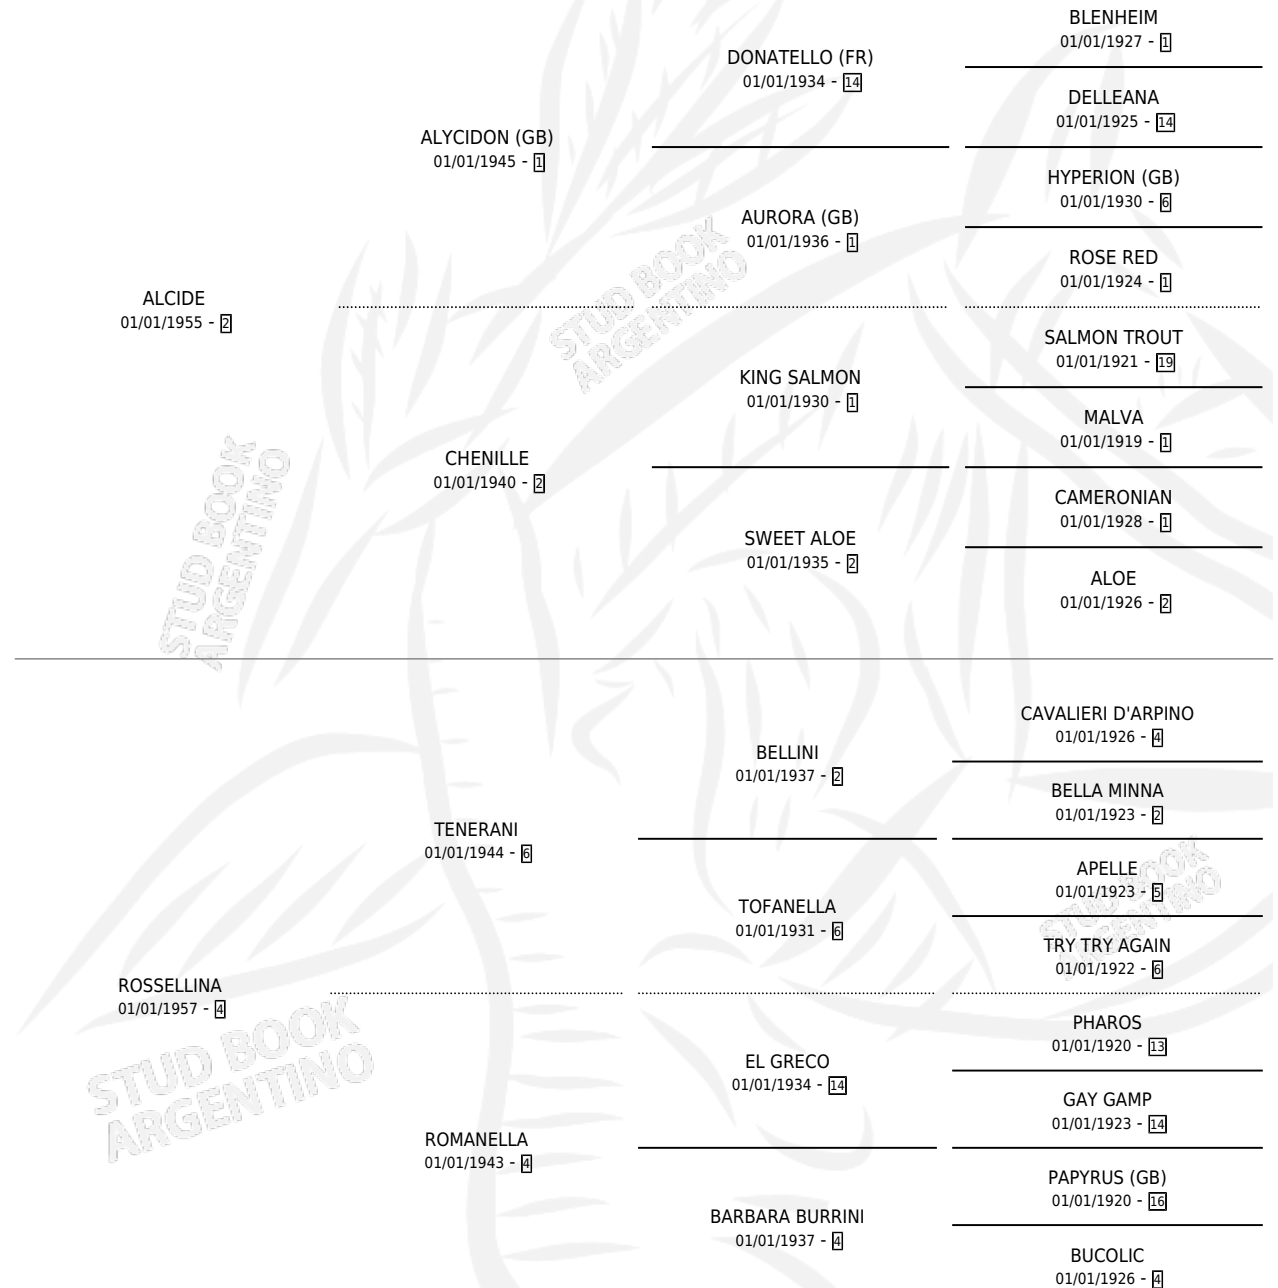 BLENHEIM
01/01/1927 - 1
DONATELLO (FR)
01/01/1934 - 14
DELLEANA
01/01/1925 - 14
ALYCIDON (GB)
01/01/1945 - 1
HYPERION (GB)
01/01/1930 - 6
AURORA (GB)
01/01/1936 - 1
ROSE RED
01/01/1924 - 1
ALCIDE
01/01/1955 - 2
STUD BOOK
ARGENTINO
SALMON TROUT
01/01/1921 - 19
KING SALMON
01/01/1930 - 1
MALVA
01/01/1919 - 1
CHENILLE
01/01/1940 - 2
CAMERONIAN
01/01/1928 - 1
SWEET ALOE
01/01/1935 - 2
ALOE
01/01/1926 - 2
STUD BOOK
ARGENTINO
CAVALIERI D'ARPINO
01/01/1926 - 4
BELLINI
01/01/1937 - 2
BELLA MINNA
01/01/1923 - 2
TENERANI
01/01/1944 - 6
APELLE
01/01/1923 - 5
TOFANELLA
01/01/1931 - 6
STUD BOOK
ARGENTINO
TRY TRY AGAIN
01/01/1922 - 6
ROSSELLINA
01/01/1957 - 4
PHAROS
01/01/1920 - 13
EL GRECO
01/01/1934 - 14
STUD BOOK
ARGENTINO
GAY GAMP
01/01/1923 - 14
ROMANELLA
01/01/1943 - 4
PAPYRUS (GB)
01/01/1920 - 16
BARBARA BURRINI
01/01/1937 - 4
BUCOLIC
01/01/1926 - 4